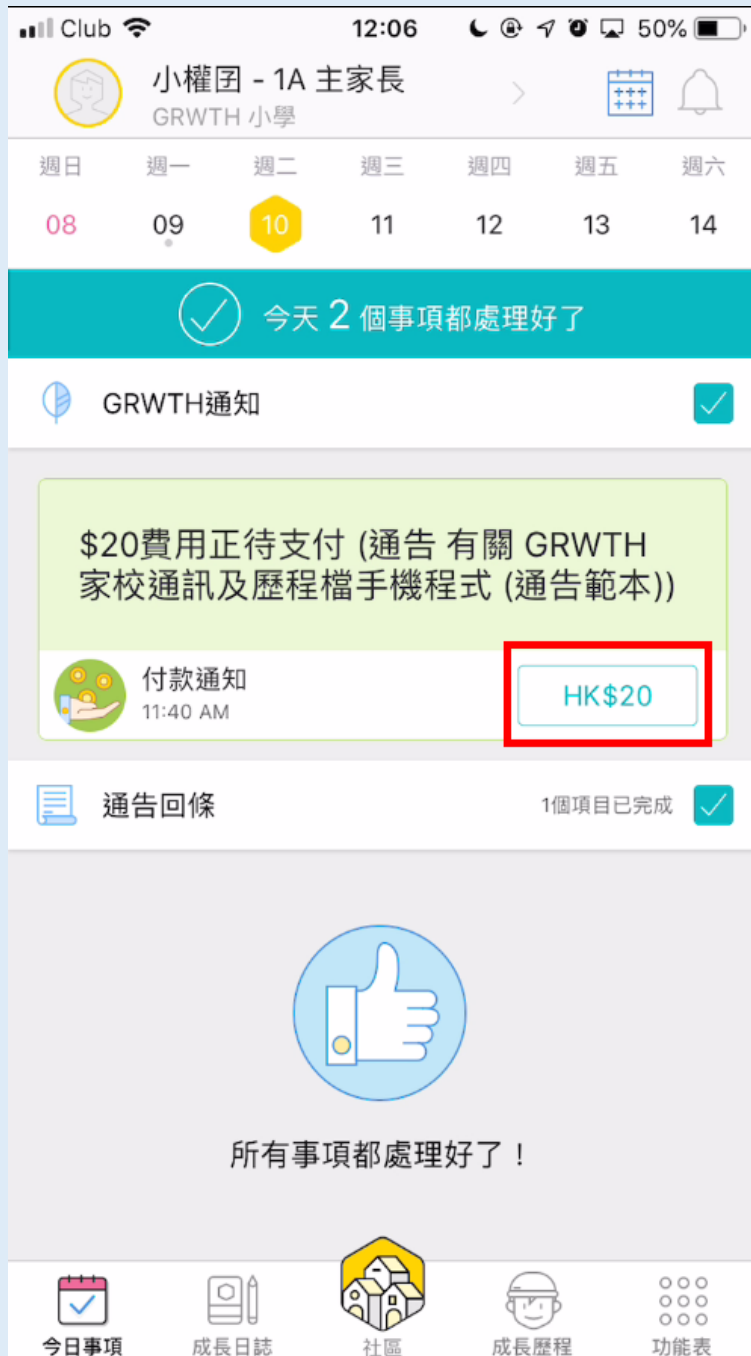 Club 12:06 50%
小權囝 - 1A 主家長
GRWTH 小學
週日 週一 週二 週三 週四 週五 週六
08 09 10 11 12 13 14
今天 2 個事項都處理好了
GRWTH通知
$20費用正待支付 (通告 有關 GRWTH
家校通訊及歷程檔手機程式 (通告範本))
付款通知
11:40 AM
HK$20
通告回條 1個項目已完成
所有事項都處理好了！
今日事項 成長日誌 社區 成長歷程 功能表